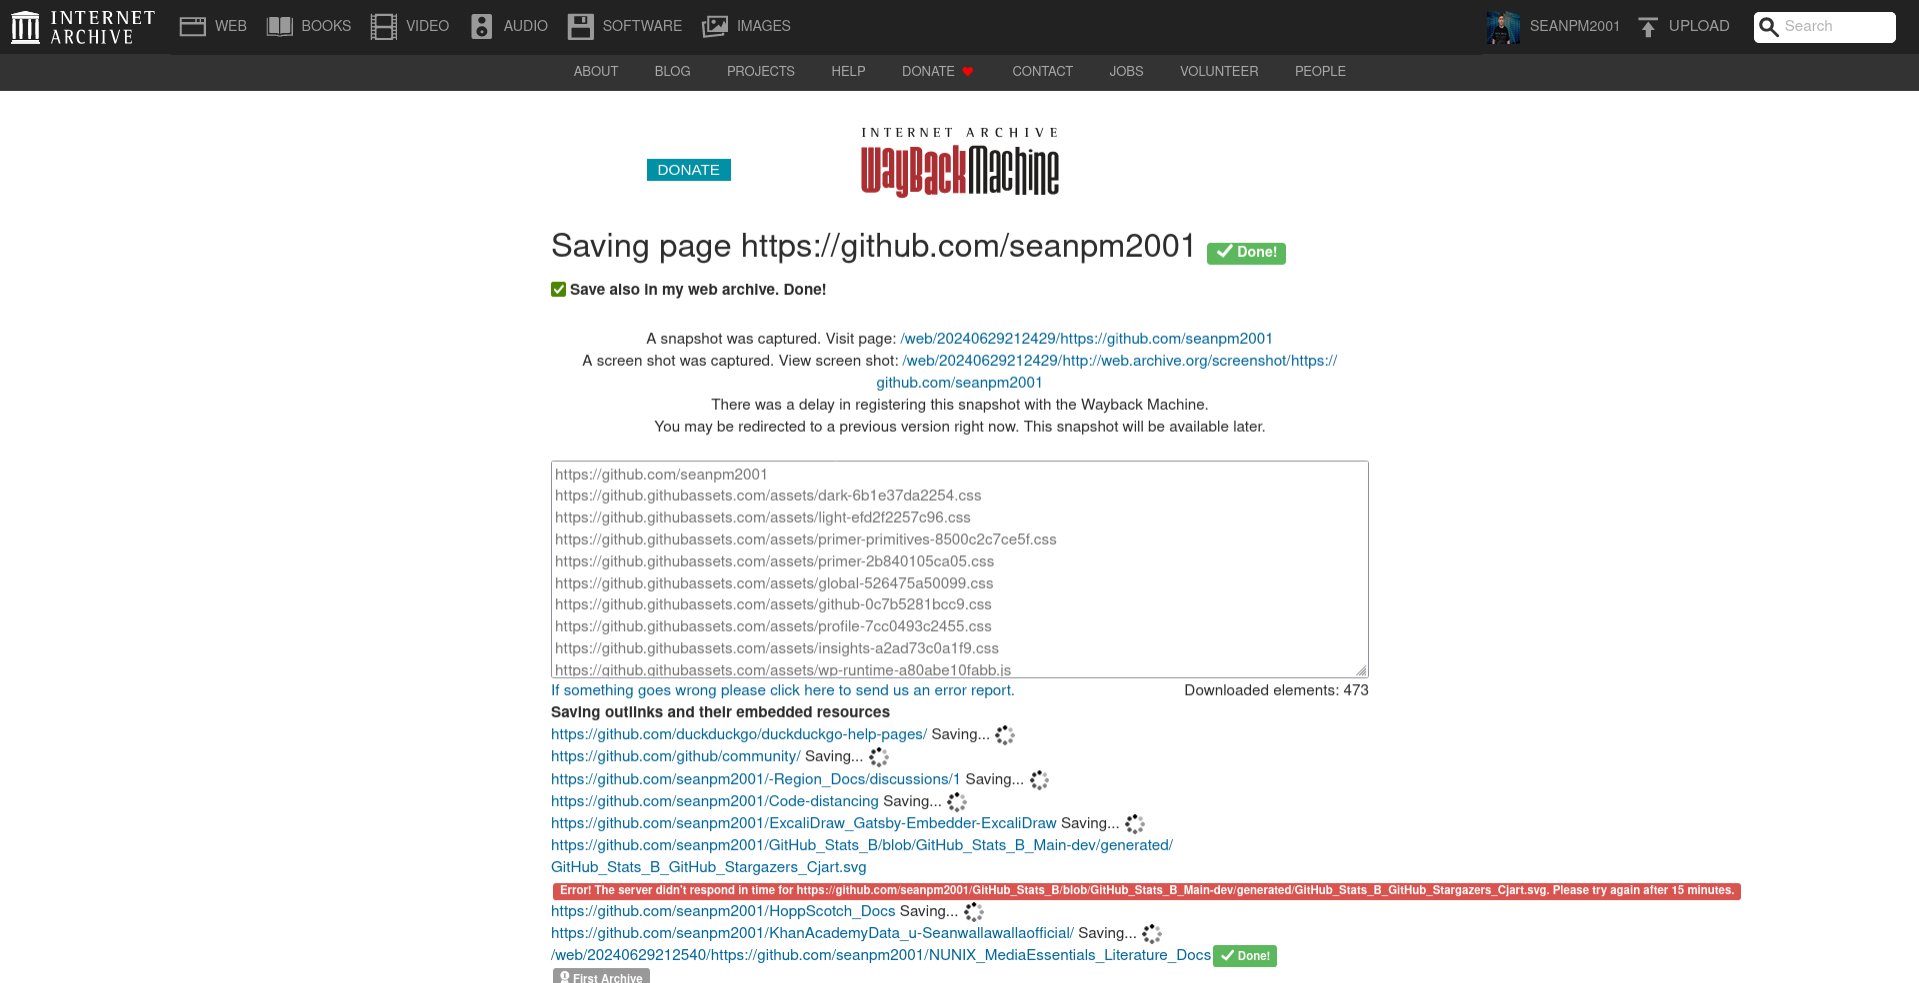 INTERNET ARCHIVE
WEB
BOOKS
VIDEO
AUDIO
SOFTWARE
IMAGES
SEANPM2001
UPLOAD
Search
ABOUT
BLOG
PROJECTS
HELP
DONATE
CONTACT
JOBS
VOLUNTEER
PEOPLE
DONATE
INTERNET ARCHIVE
WayBackMachine
Saving page https://github.com/seanpm2001 Done!
Save also in my web archive. Done!
A snapshot was captured. Visit page: /web/20240629212429/https://github.com/seanpm2001
A screen shot was captured. View screen shot: /web/20240629212429/http://web.archive.org/screenshot/https://
github.com/seanpm2001
There was a delay in registering this snapshot with the Wayback Machine.
You may be redirected to a previous version right now. This snapshot will be available later.
https://github.com/seanpm2001
https://github.githubassets.com/assets/dark-6b1e37da2254.css
https://github.githubassets.com/assets/light-efd2f2257c96.css
https://github.githubassets.com/assets/primer-primitives-8500c2c7ce5f.css
https://github.githubassets.com/assets/primer-2b840105ca05.css
https://github.githubassets.com/assets/global-526475a50099.css
https://github.githubassets.com/assets/github-0c7b5281bcc9.css
https://github.githubassets.com/assets/profile-7cc0493c2455.css
https://github.githubassets.com/assets/insights-a2ad73c0a1f9.css
https://github.githubassets.com/assets/wp-runtime-a80abe10fabb.js
If something goes wrong please click here to send us an error report.
Downloaded elements: 473
Saving outlinks and their embedded resources
https://github.com/duckduckgo/duckduckgo-help-pages/ Saving...
https://github.com/github/community/ Saving...
https://github.com/seanpm2001/-Region_Docs/discussions/1 Saving...
https://github.com/seanpm2001/Code-distancing Saving...
https://github.com/seanpm2001/ExcaliDraw_Gatsby-Embedder-ExcaliDraw Saving...
https://github.com/seanpm2001/GitHub_Stats_B/blob/GitHub_Stats_B_Main-dev/generated/
GitHub_Stats_B_GitHub_Stargazers_Cjart.svg
Error! The server didn't respond in time for https://github.com/seanpm2001/GitHub_Stats_B/blob/GitHub_Stats_B_Main-dev/generated/GitHub_Stats_B_GitHub_Stargazers_Cjart.svg. Please try again after 15 minutes.
https://github.com/seanpm2001/HoppScotch_Docs Saving...
https://github.com/seanpm2001/KhanAcademyData_u-Seanwallawallaofficial/ Saving...
/web/20240629212540/https://github.com/seanpm2001/NUNIX_MediaEssentials_Literature_Docs Done!
First Archive